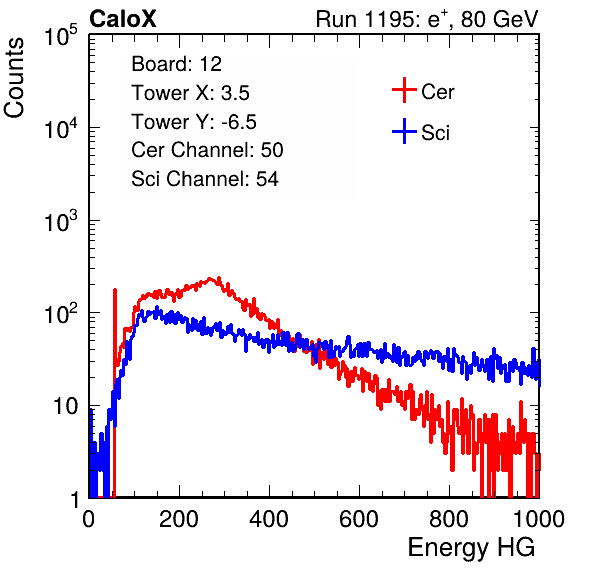 CaloX Run 1195: e⁺, 80 GeV
Counts
Board: 12
Tower X: 3.5
Tower Y: -6.5
Cer Channel: 50
Sci Channel: 54
Cer
Sci
10⁵
10⁴
10³
10²
10
1
0 200 400 600 800 1000
Energy HG